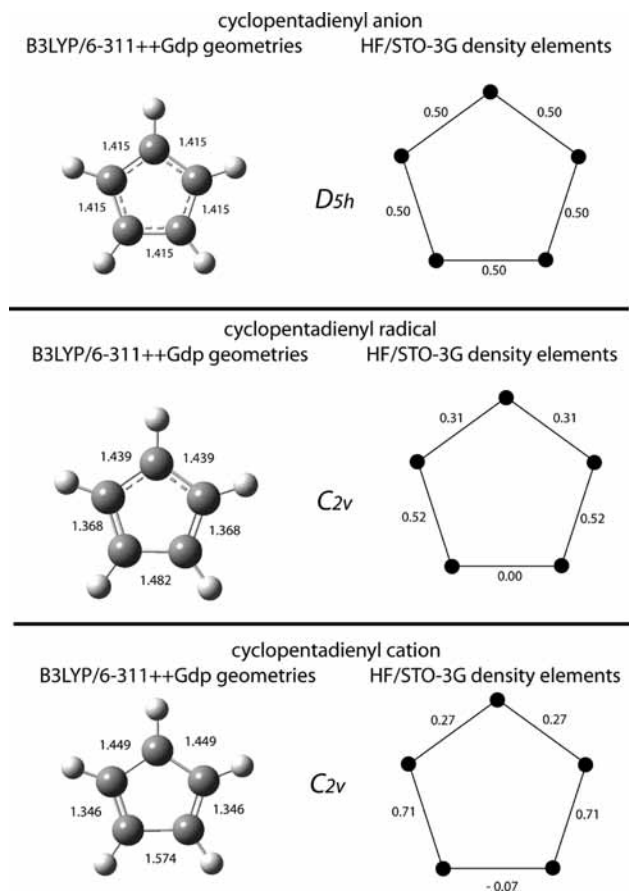 cyclopentadienyl anion
B3LYP/6-311++Gdp geometries HF/STO-3G density elements
1.415 1.415 0.50 0.50
D5h
1.415 1.415 0.50 0.50
1.415 0.50
cyclopentadienyl radical
B3LYP/6-311++Gdp geometries HF/STO-3G density elements
1.439 1.439 0.31 0.31
C2v
1.368 1.368 0.52 0.52
1.482 0.00
cyclopentadienyl cation
B3LYP/6-311++Gdp geometries HF/STO-3G density elements
1.449 1.449 0.27 0.27
C2v
1.346 1.346 0.71 0.71
1.574 - 0.07